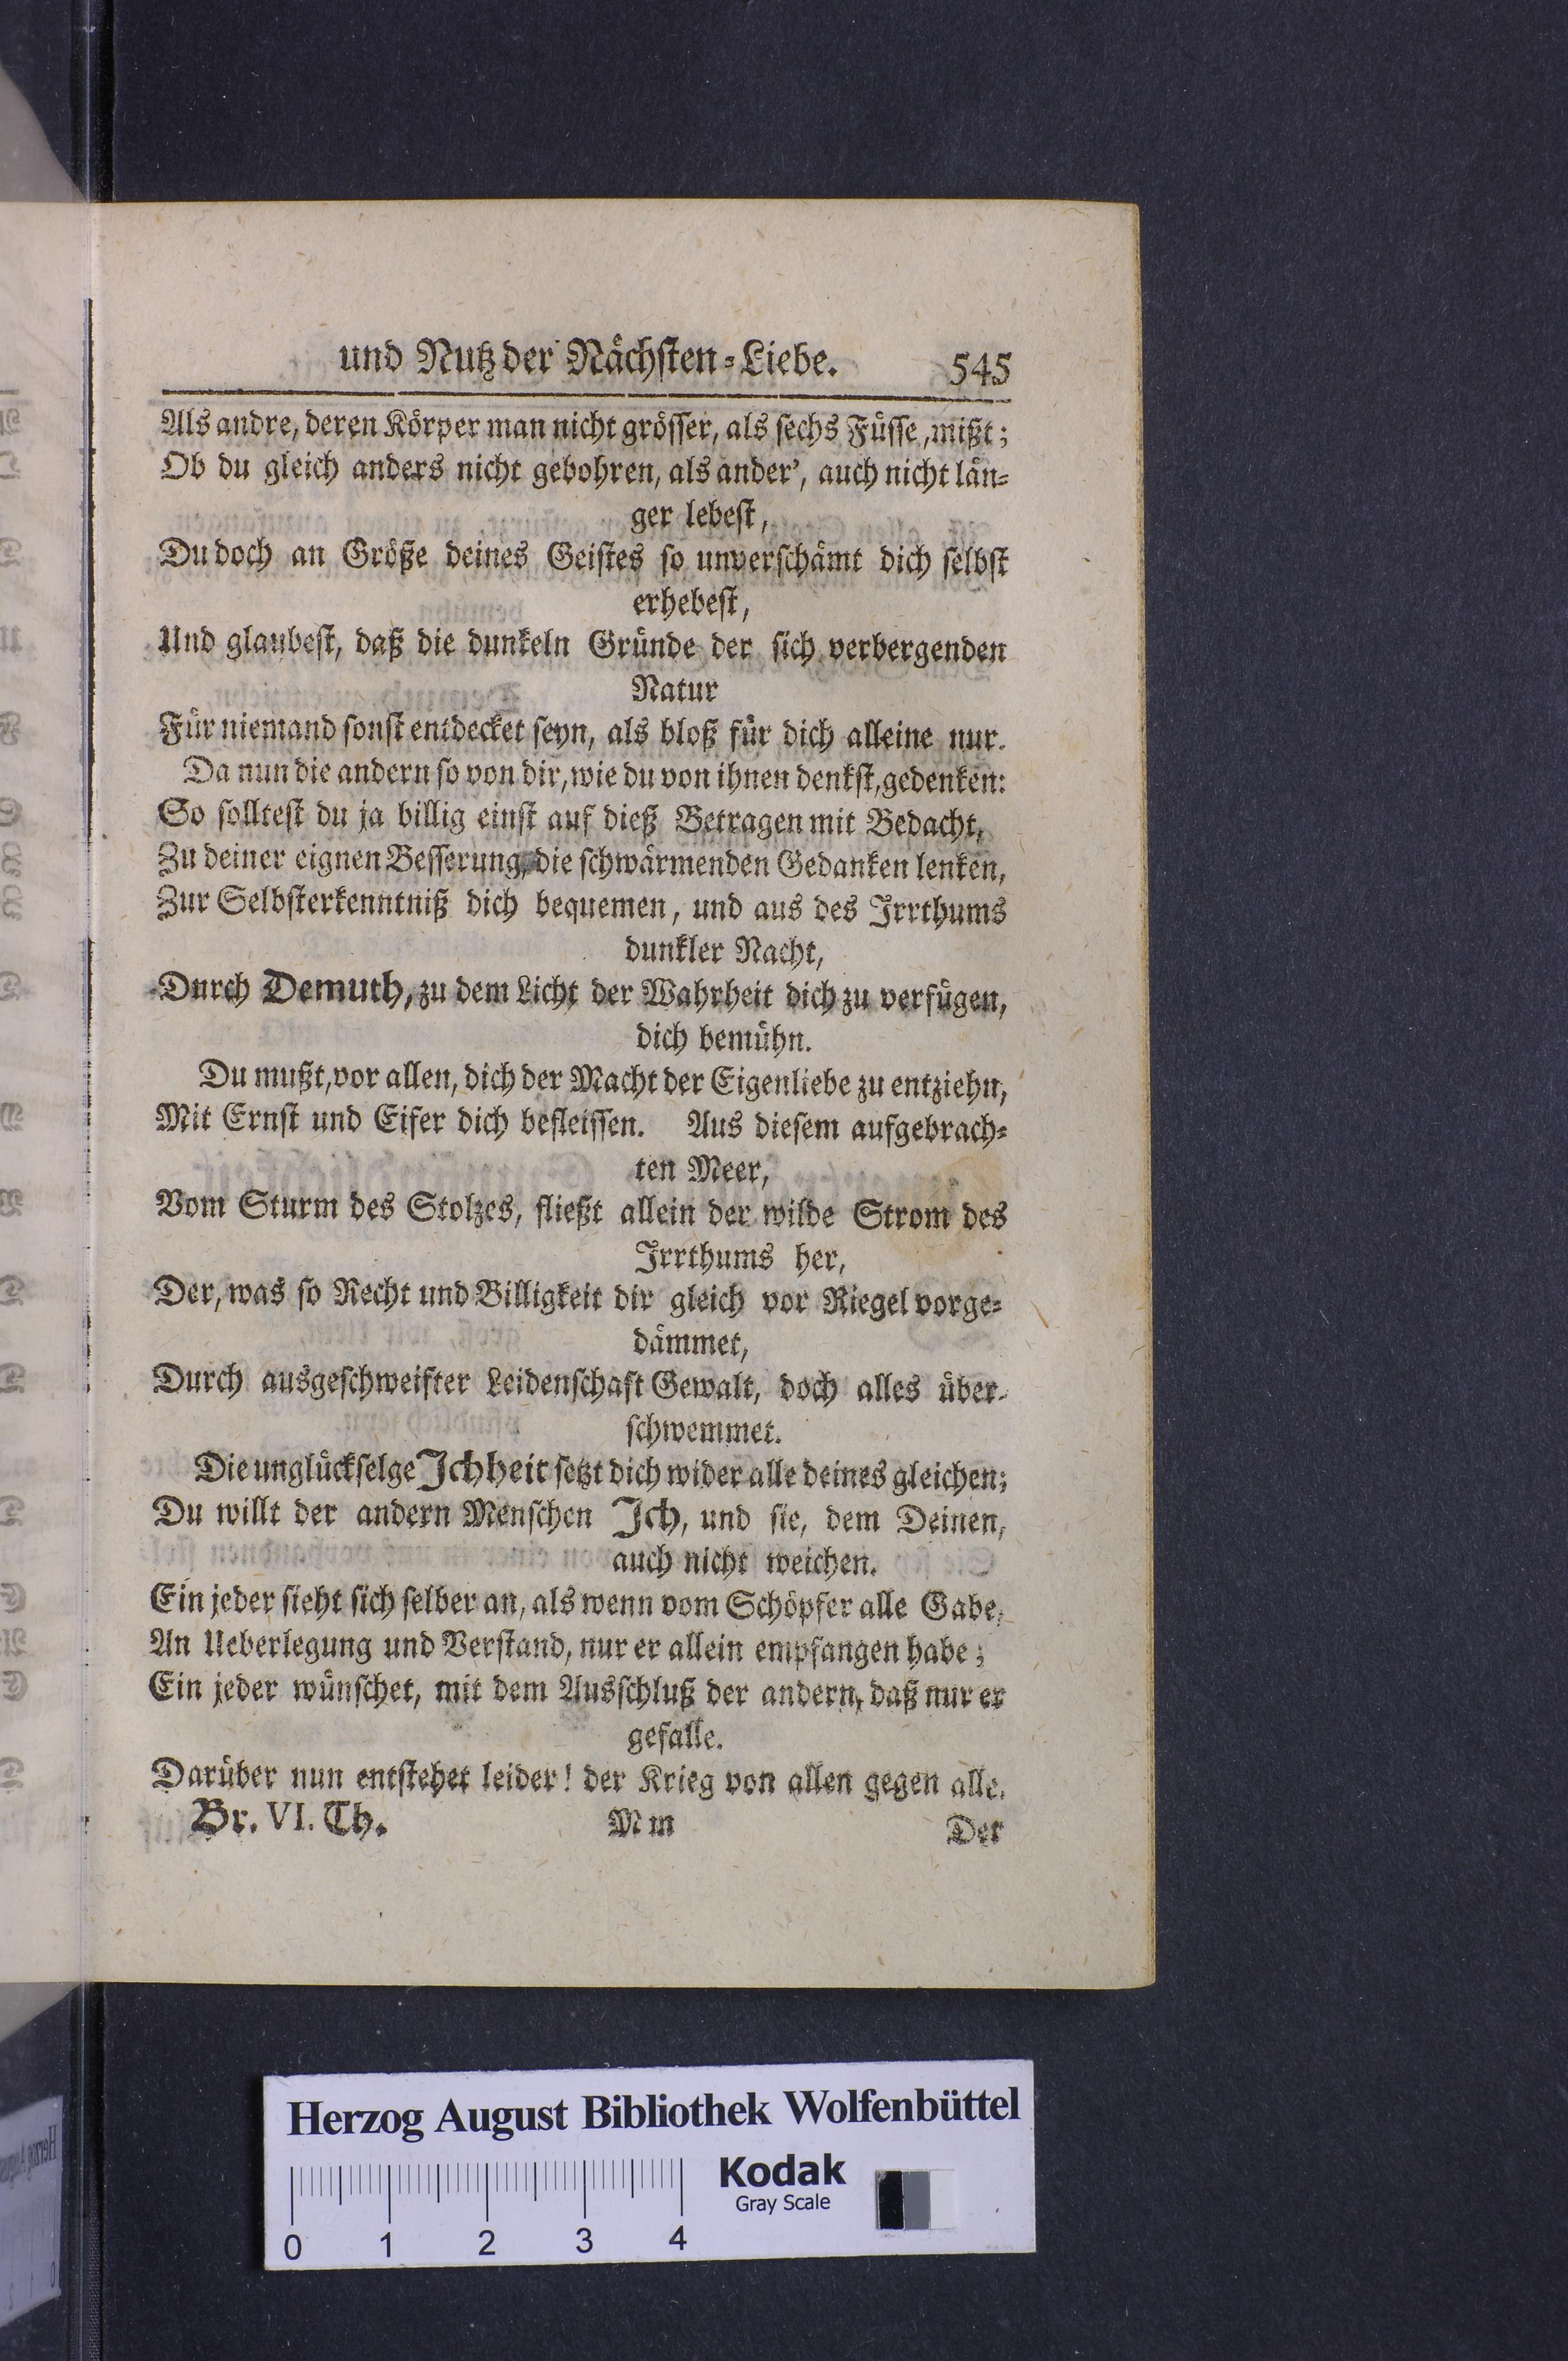 und Nutz der Nächsten-Liebe. 545
Als andre, deren Körper man nicht grösser, als sechs Füsse, mißt;
Ob du gleich anders nicht gebohren, als ander', auch nicht län-
ger lebest,
Du doch an Größe deines Geistes so unverschämt dich selbst
erhebest,
Und glaubest, daß die dunkeln Gründe der sich verbergenden
Natur
Für niemand sonst entdecket seyn, als bloß für dich alleine nur.
Da nun die andern so von dir, wie du von ihnen denkst, gedenken:
So solltest du ja billig einst auf dieß Betragen mit Bedacht,
Zu deiner eignen Besserung, die schwärmenden Gedanken lenken,
Zur Selbsterkenntniß dich bequemen, und aus des Irrthums
dunkler Nacht,
Durch Demuth, zu dem Licht der Wahrheit dich zu verfügen,
dich bemühn.
Du mußt, vor allen, dich der Macht der Eigenliebe zu entziehn,
Mit Ernst und Eifer dich befleissen. Aus diesem aufgebrach-
ten Meer,
Vom Sturm des Stolzes, fließt allein der wilde Strom des
Irrthums her,
Der, was so Recht und Billigkeit dir gleich vor Riegel vorge-
dämmet,
Durch ausgeschweifter Leidenschaft Gewalt, doch alles über-
schwemmet.
Die unglückselge Ichheit setzt dich wider alle deines gleichen;
Du willt der andern Menschen Ich, und sie, dem Deinen,
auch nicht weichen.
Ein jeder sieht sich selber an, als wenn vom Schöpfer alle Gabe,
An Ueberlegung und Verstand, nur er allein empfangen habe;
Ein jeder wünschet, mit dem Ausschluß der andern, daß nur er
gefalle.
Darüber nun entstehet leider! der Krieg von allen gegen alle.
Br. VI. Th. Mm Der
Herzog August Bibliothek Wolfenbüttel
Kodak
Gray Scale
0 1 2 3 4